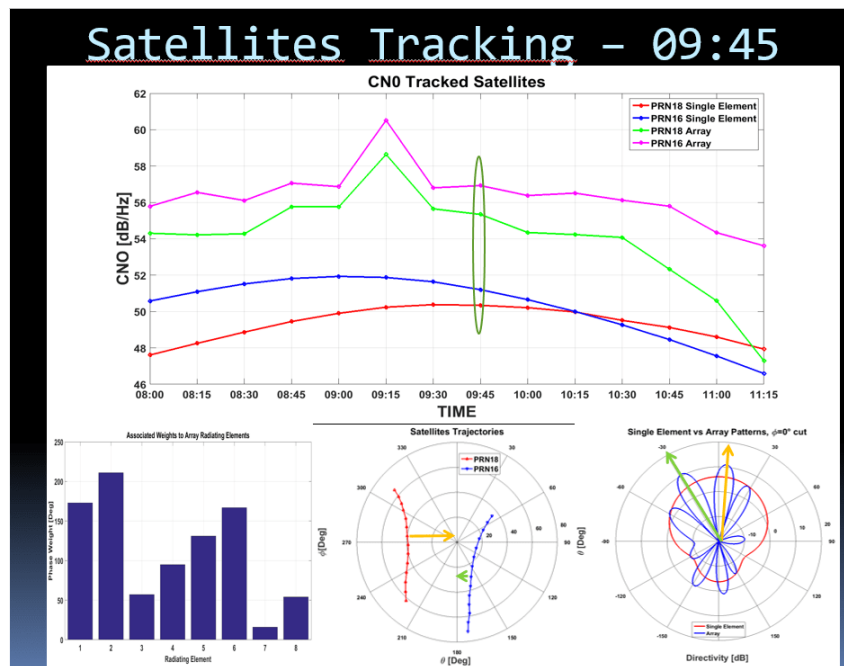 Satellites Tracking – 09:45
CN0 Tracked Satellites
62
60
58
56
54
52
50
48
46
CNO [dB/Hz]
PRN18 Single Element
PRN16 Single Element
PRN18 Array
PRN16 Array
08:00 08:15 08:30 08:45 09:00 09:15 09:30 09:45 10:00 10:15 10:30 10:45 11:00 11:15
TIME
Associated Weights to Array Radiating Elements
250
200
150
100
50
0
Phase Weight [Deg]
1 2 3 4 5 6 7 8
Radiating Element
Satellites Trajectories
PRN18
PRN16
330 30
300 60
270 20 40 60 80 90
240 120
210 150
180
ϕ[Deg]
θ [Deg]
Single Element vs Array Patterns, ϕ=0° cut
-30 30
-60 60
-90 -10 0 10 20 90
-120 120
-150 150
θ [Deg]
Single Element
Array
Directivity [dB]